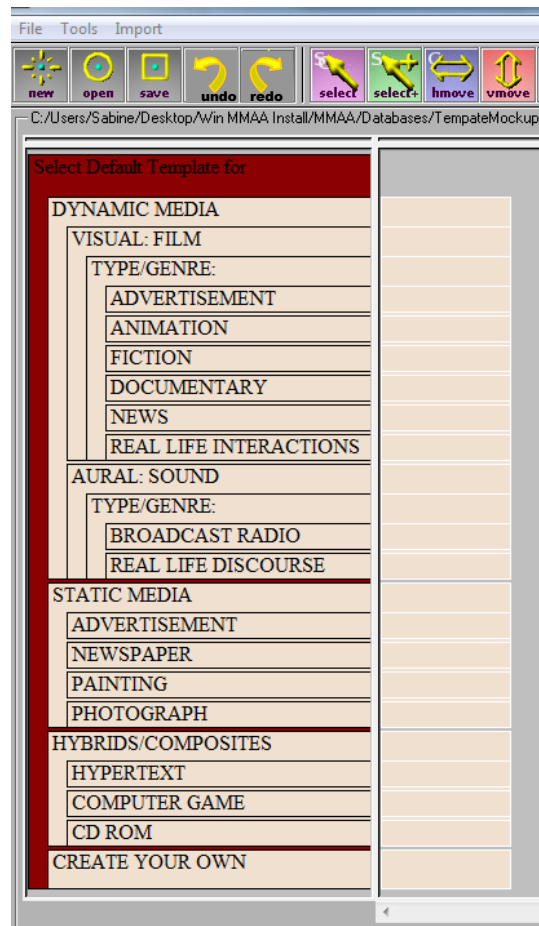 File Tools Import
new open save undo redo select select+ hmove vmove
C:/Users/Sabine/Desktop/Win MMAA Install/MMAA/Databases/TempateMockup
Select Default Template for
DYNAMIC MEDIA
VISUAL: FILM
TYPE/GENRE:
ADVERTISEMENT
ANIMATION
FICTION
DOCUMENTARY
NEWS
REAL LIFE INTERACTIONS
AURAL: SOUND
TYPE/GENRE:
BROADCAST RADIO
REAL LIFE DISCOURSE
STATIC MEDIA
ADVERTISEMENT
NEWSPAPER
PAINTING
PHOTOGRAPH
HYBRIDS/COMPOSITES
HYPERTEXT
COMPUTER GAME
CD ROM
CREATE YOUR OWN